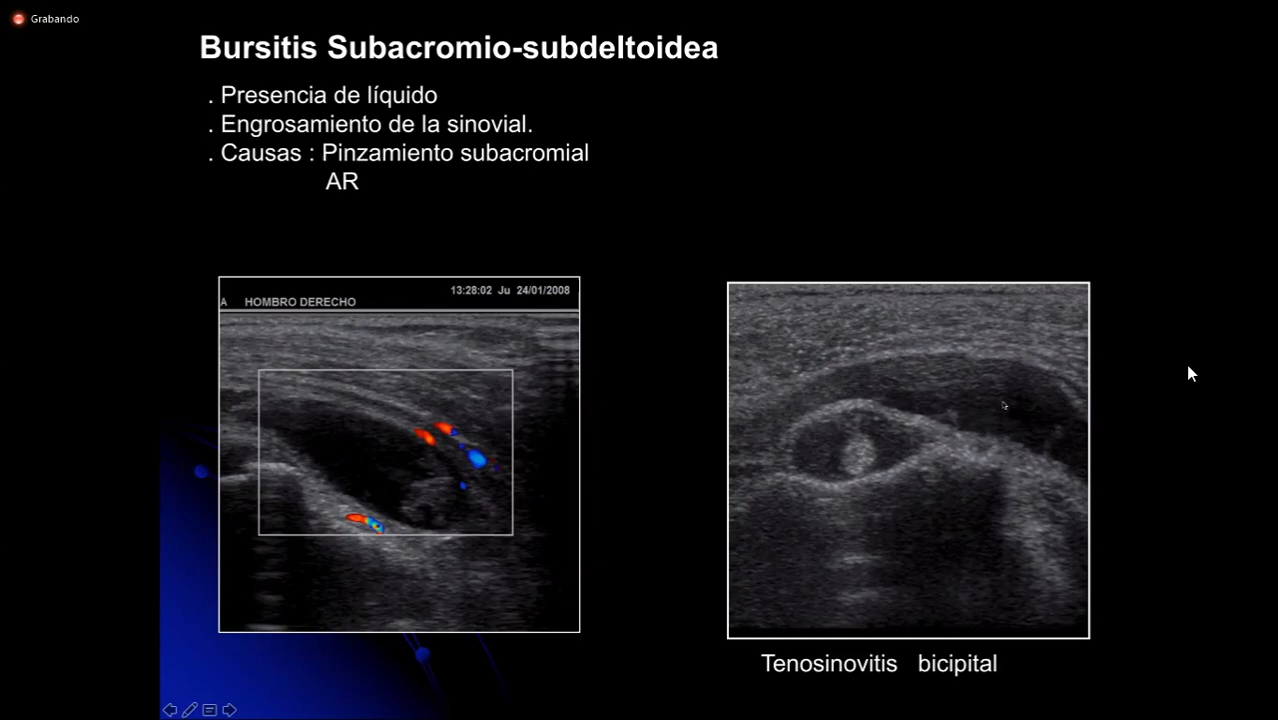 Grabando
Bursitis Subacromio-subdeltoidea
. Presencia de líquido
. Engrosamiento de la sinovial.
. Causas : Pinzamiento subacromial
AR
13:28:02 Ju 24/01/2008
A HOMBRO DERECHO
Tenosinovitis bicipital